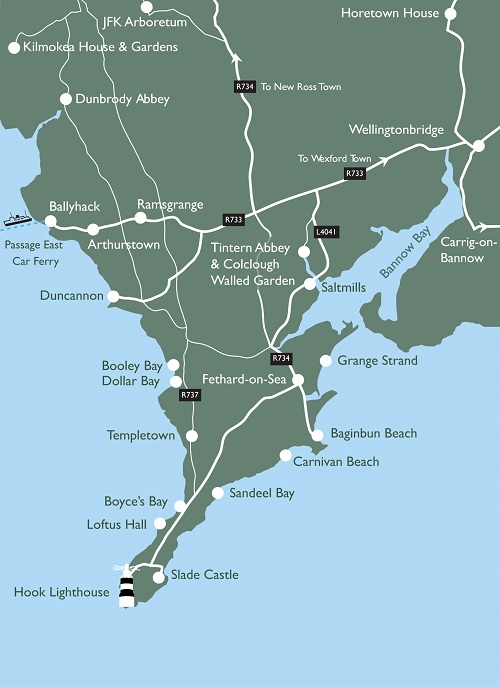 Horetown House
JFK Arboretum
Kilmokea House & Gardens
R734 To New Ross Town
Dunbrody Abbey
Wellingtonbridge
To Wexford Town
R733
Ballyhack
Ramsgrange
R733
Arthurstown
L4041
Passage East
Car Ferry
Tintern Abbey
& Colclough
Walled Garden
Bannow Bay
Carrig-on-
Bannow
Saltmills
Duncannon
R734
Grange Strand
Booley Bay
Dollar Bay
Fethard-on-Sea
R737
Templetown
Baginbun Beach
Carnivan Beach
Boyce's Bay
Sandeel Bay
Loftus Hall
Slade Castle
Hook Lighthouse